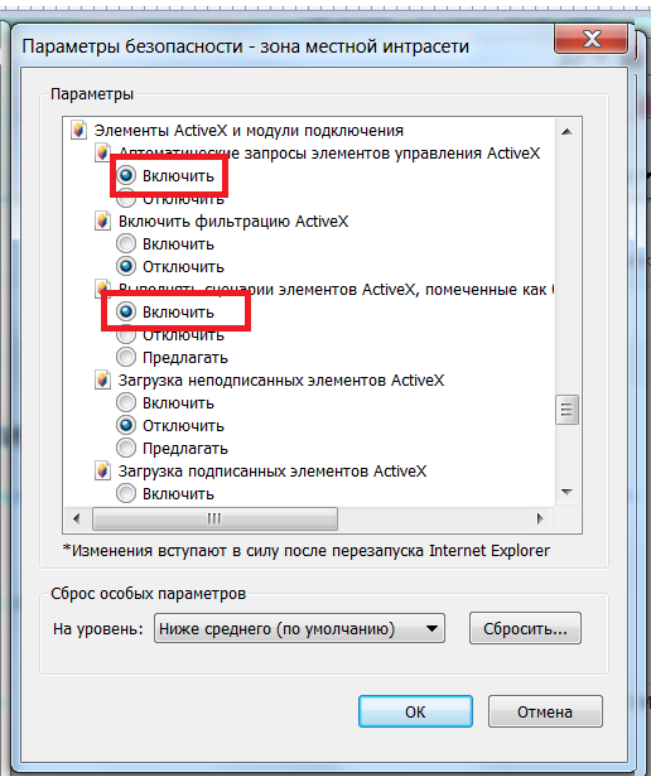 Параметры безопасности - зона местной интрасети
Параметры
Элементы ActiveX и модули подключения
Автоматические запросы элементов управления ActiveX
Включить
Отключить
Включить фильтрацию ActiveX
Включить
Отключить
Выполнять сценарии элементов ActiveX, помеченные как
Включить
Отключить
Предлагать
Загрузка неподписанных элементов ActiveX
Включить
Отключить
Предлагать
Загрузка подписанных элементов ActiveX
Включить
*Изменения вступают в силу после перезапуска Internet Explorer
Сброс особых параметров
На уровень: Ниже среднего (по умолчанию) Сбросить...
OK Отмена